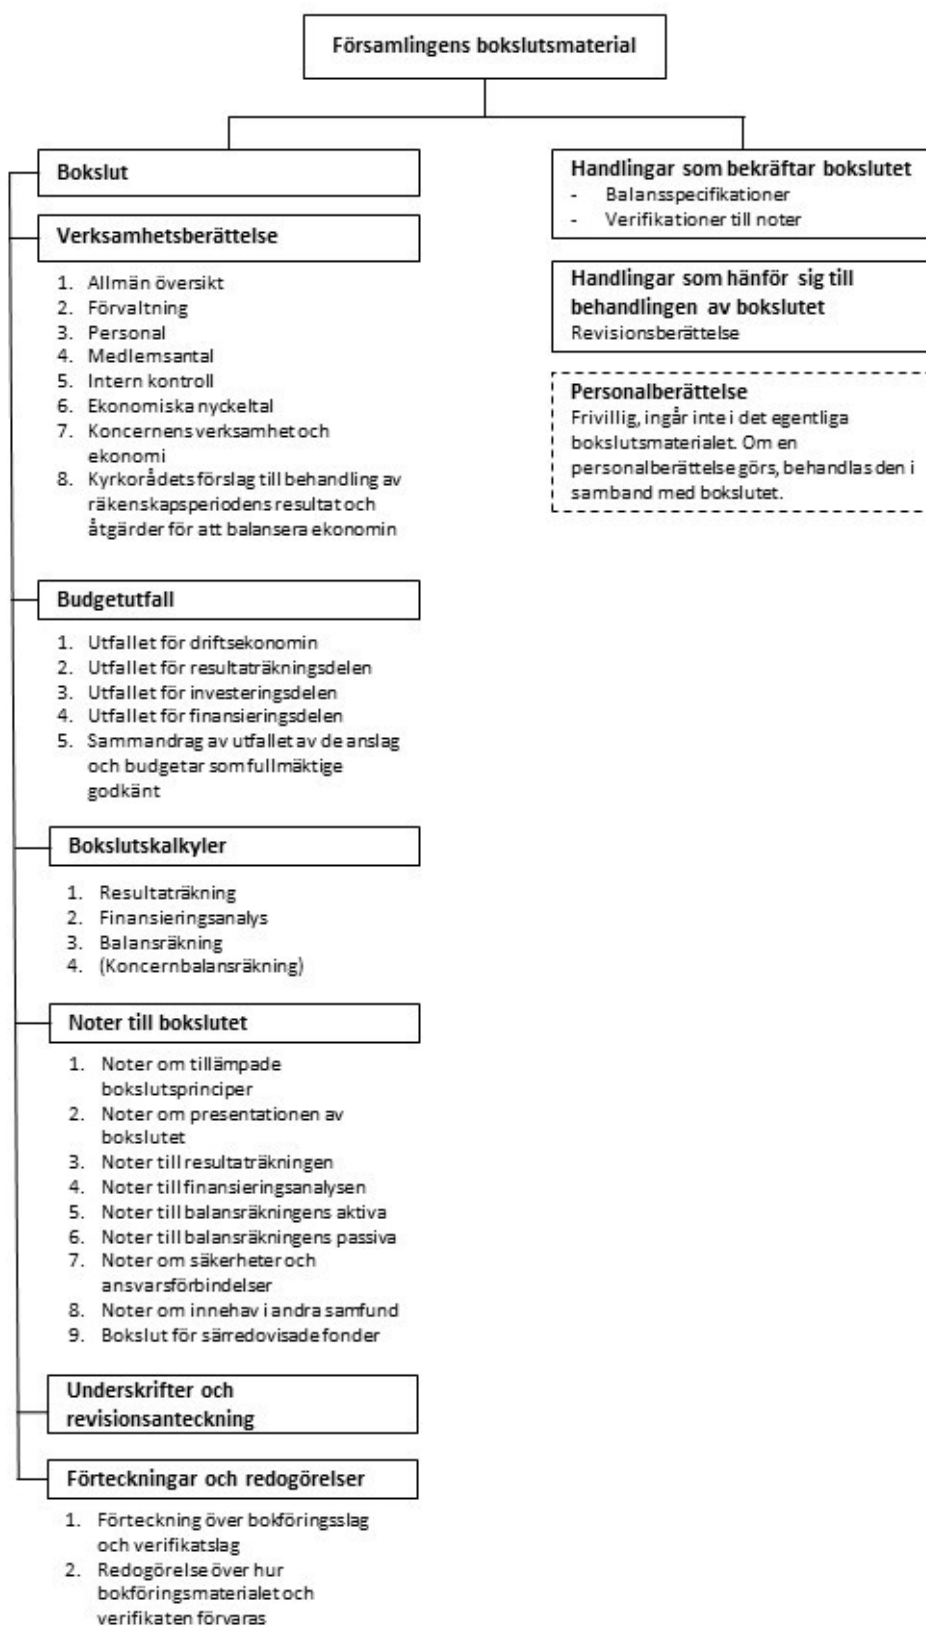 Församlingens bokslutsmaterial
Bokslut
Verksamhetsberättelse
1. Allmän översikt
2. Förvaltning
3. Personal
4. Medlemsantal
5. Intern kontroll
6. Ekonomiska nyckeltal
7. Koncernens verksamhet och
ekonomi
8. Kyrkorådets förslag till behandling av
räkenskapsperiodens resultat och
åtgärder för att balansera ekonomin
Budgetutfall
1. Utfallet för driftsekonomin
2. Utfallet för resultaträkningsdelen
3. Utfallet för investeringsdelen
4. Utfallet för finansieringsdelen
5. Sammandrag av utfallet av de anslag
och budgetar som fullmäktige
godkänt
Bokslutskalkyler
1. Resultaträkning
2. Finansieringsanalys
3. Balansräkning
4. (Koncernbalansräkning)
Noter till bokslutet
1. Noter om tillämpade
bokslutsprinciper
2. Noter om presentationen av
bokslutet
3. Noter till resultaträkningen
4. Noter till finansieringsanalysen
5. Noter till balansräkningens aktiva
6. Noter till balansräkningens passiva
7. Noter om säkerheter och
ansvarsförbindelser
8. Noter om innehav i andra samfund
9. Bokslut för särredovisade fonder
Underskrifter och
revisionsanteckning
Förteckningar och redogörelser
1. Förteckning över bokföringsslag
och verifikatslag
2. Redogörelse över hur
bokföringsmaterialet och
verifikaten förvaras
Handlingar som bekräftar bokslutet
- Balansspecifikationer
- Verifikationer till noter
Handlingar som hänför sig till
behandlingen av bokslutet
Revisionsberättelse
Personalberättelse
Frivillig, ingår inte i det egentliga
bokslutsmaterialet. Om en
personalberättelse görs, behandlas den i
samband med bokslutet.